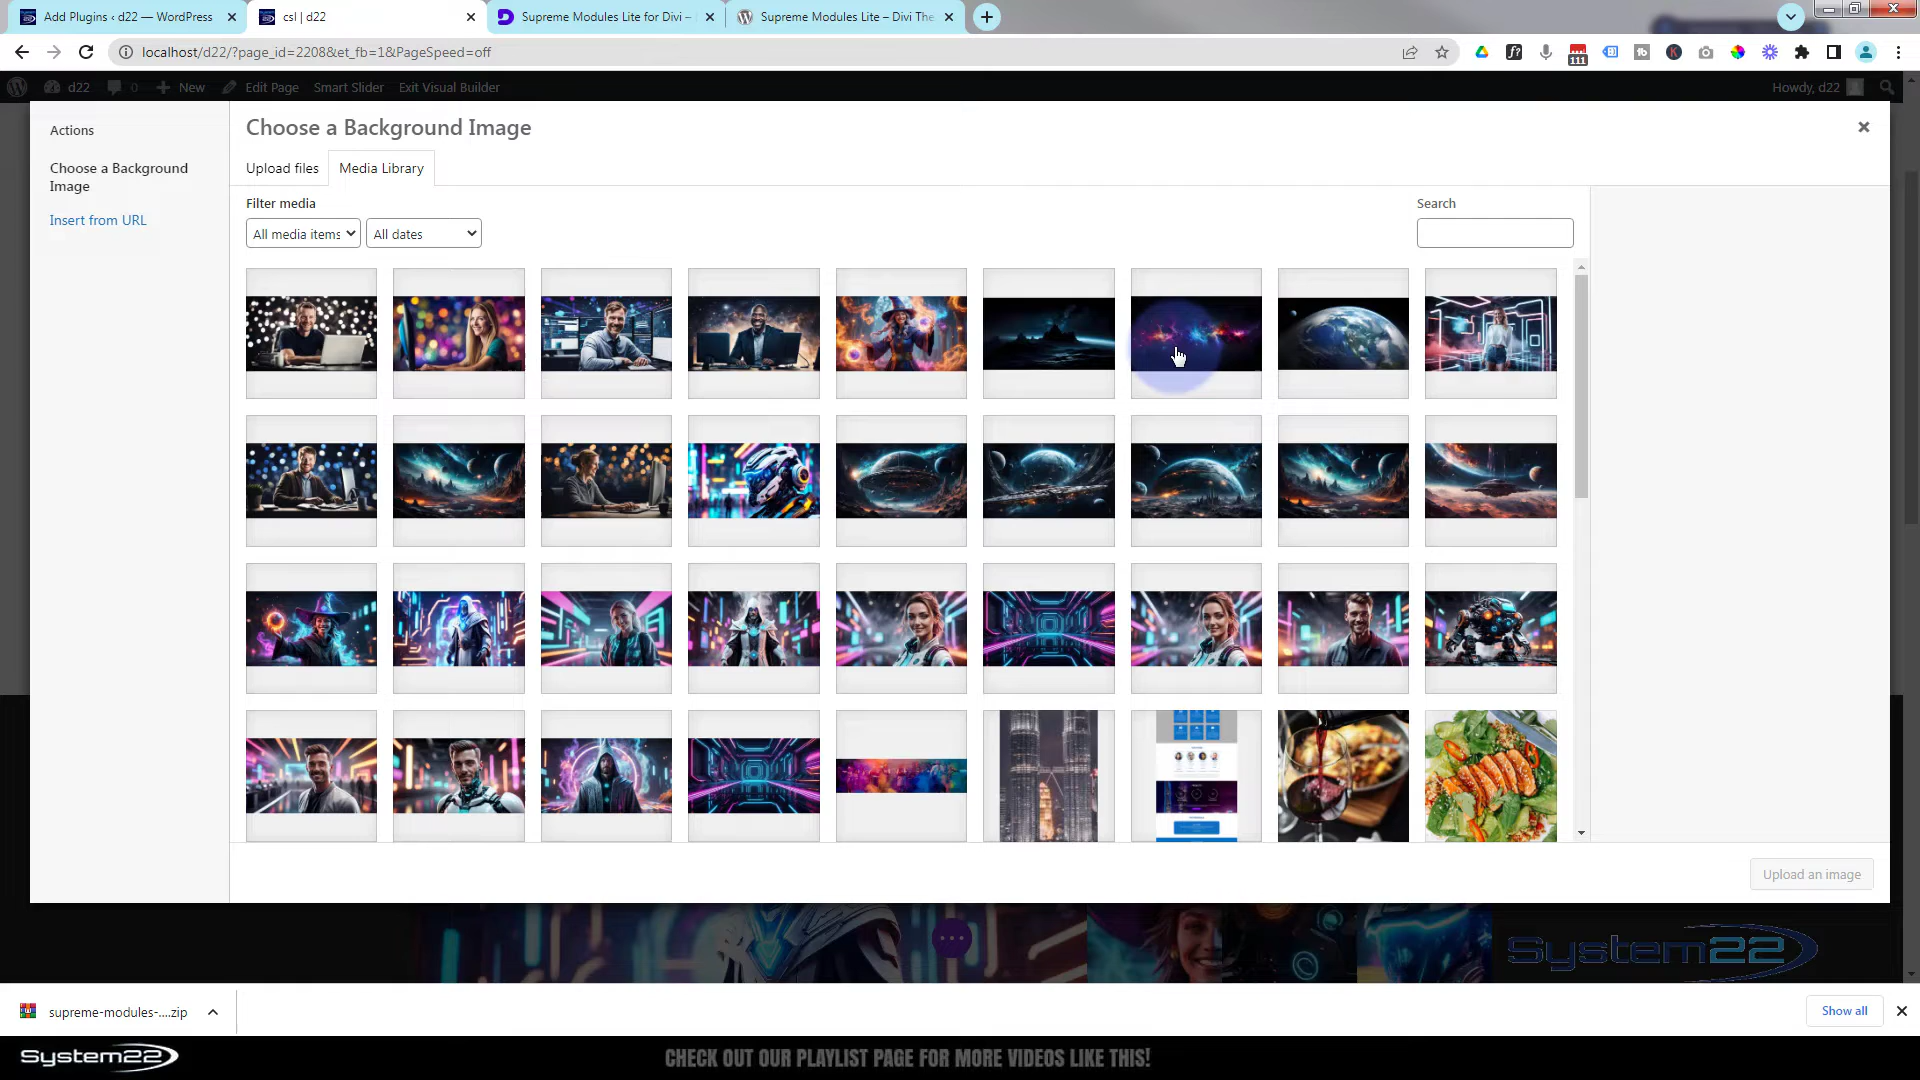 Add Plugins ‹ d22 — WordPress
csl | d22
Supreme Modules Lite for Divi –
Supreme Modules Lite – Divi The
localhost/d22/?page_id=2208&et_fb=1&PageSpeed=off
111
d22
0
New
Edit Page
Smart Slider
Exit Visual Builder
Howdy, d22
Actions
Choose a Background Image
Choose a Background
Image
Insert from URL
Upload files
Media Library
Filter media
Search
All media items
All dates
Upload an image
System22
supreme-modules-....zip
Show all
System22
CHECK OUT OUR PLAYLIST PAGE FOR MORE VIDEOS LIKE THIS!